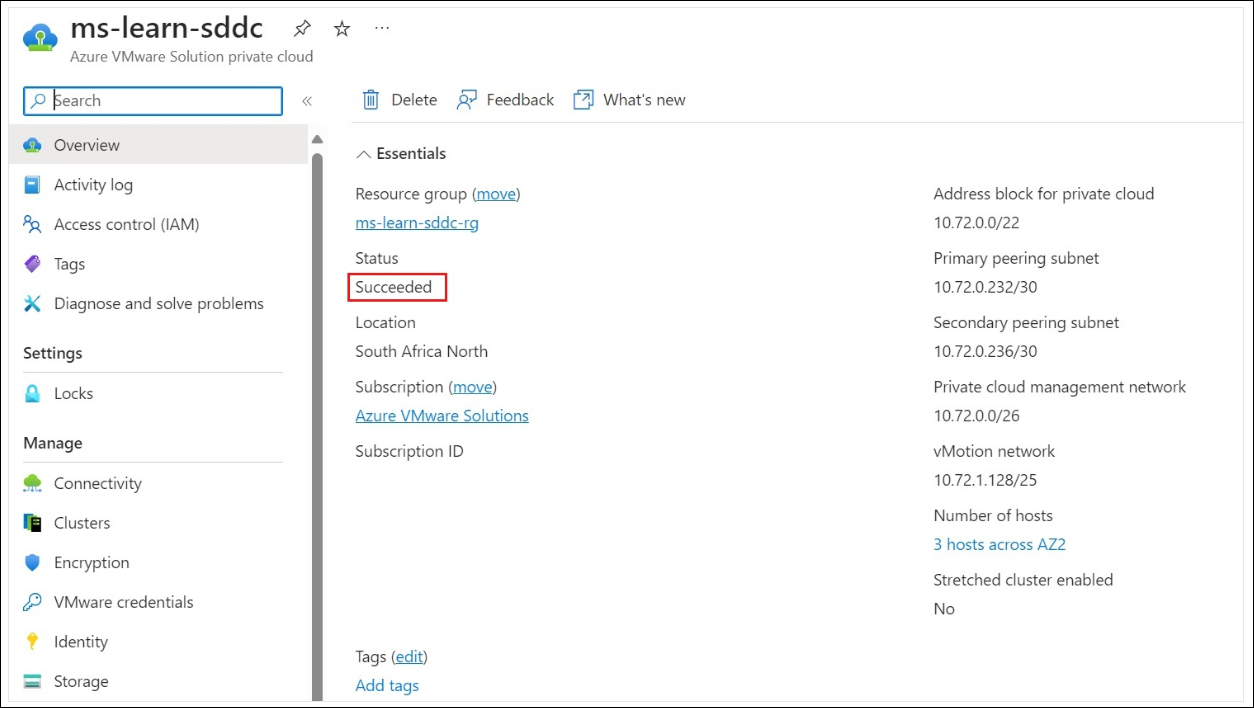 ms-learn-sddc
Azure VMware Solution private cloud
Search
Overview
Activity log
Access control (IAM)
Tags
Diagnose and solve problems
Settings
Locks
Manage
Connectivity
Clusters
Encryption
VMware credentials
Identity
Storage
Delete
Feedback
What's new
Essentials
Resource group (move)
ms-learn-sddc-rg
Status
Succeeded
Location
South Africa North
Subscription (move)
Azure VMware Solutions
Subscription ID
Address block for private cloud
10.72.0.0/22
Primary peering subnet
10.72.0.232/30
Secondary peering subnet
10.72.0.236/30
Private cloud management network
10.72.0.0/26
vMotion network
10.72.1.128/25
Number of hosts
3 hosts across AZ2
Stretched cluster enabled
No
Tags (edit)
Add tags